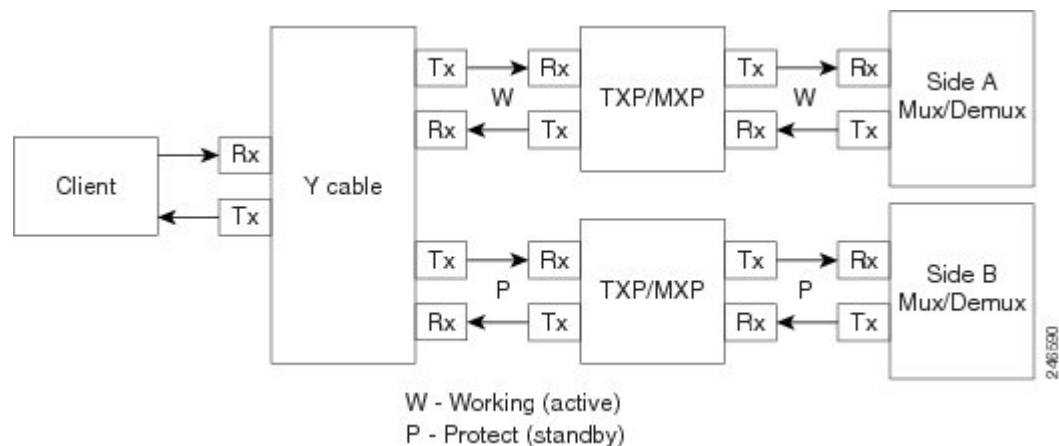 Tx
Rx
Tx
Rx
W
TXP/MXP
W
Side A
Mux/Demux
Rx
Tx
Rx
Tx
Client
Rx
Tx
Y cable
Tx
Rx
Tx
Rx
P
TXP/MXP
P
Side B
Mux/Demux
Rx
Tx
Rx
Tx
246590
W - Working (active)
P - Protect (standby)